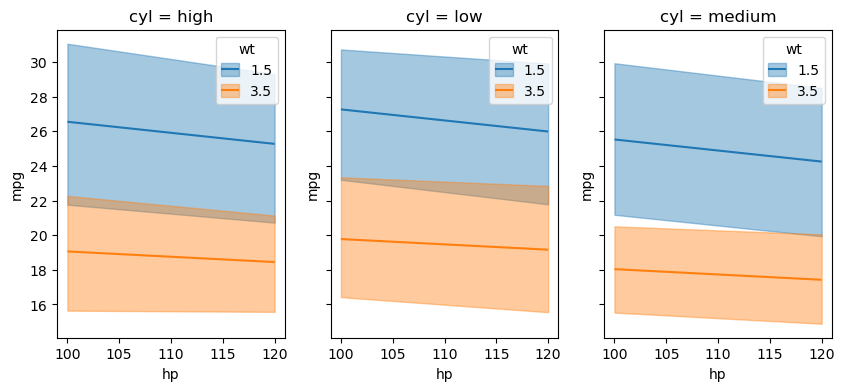 cyl = high
cyl = low
cyl = medium
wt
1.5
3.5
wt
1.5
3.5
wt
1.5
3.5
mpg
30
28
26
24
22
20
18
16
mpg
mpg
100 105 110 115 120
100 105 110 115 120
100 105 110 115 120
hp
hp
hp